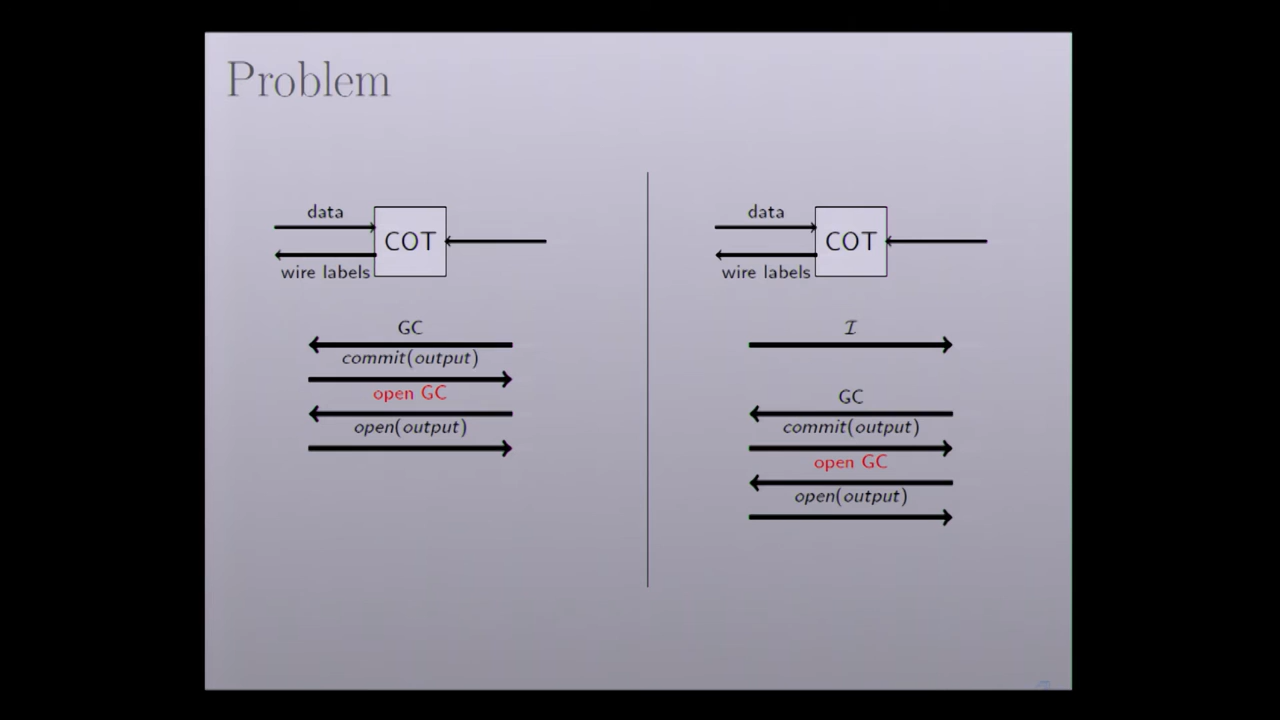 Problem
data
COT
wire labels
GC
commit(output)
open GC
open(output)
data
COT
wire labels
ℐ
GC
commit(output)
open GC
open(output)